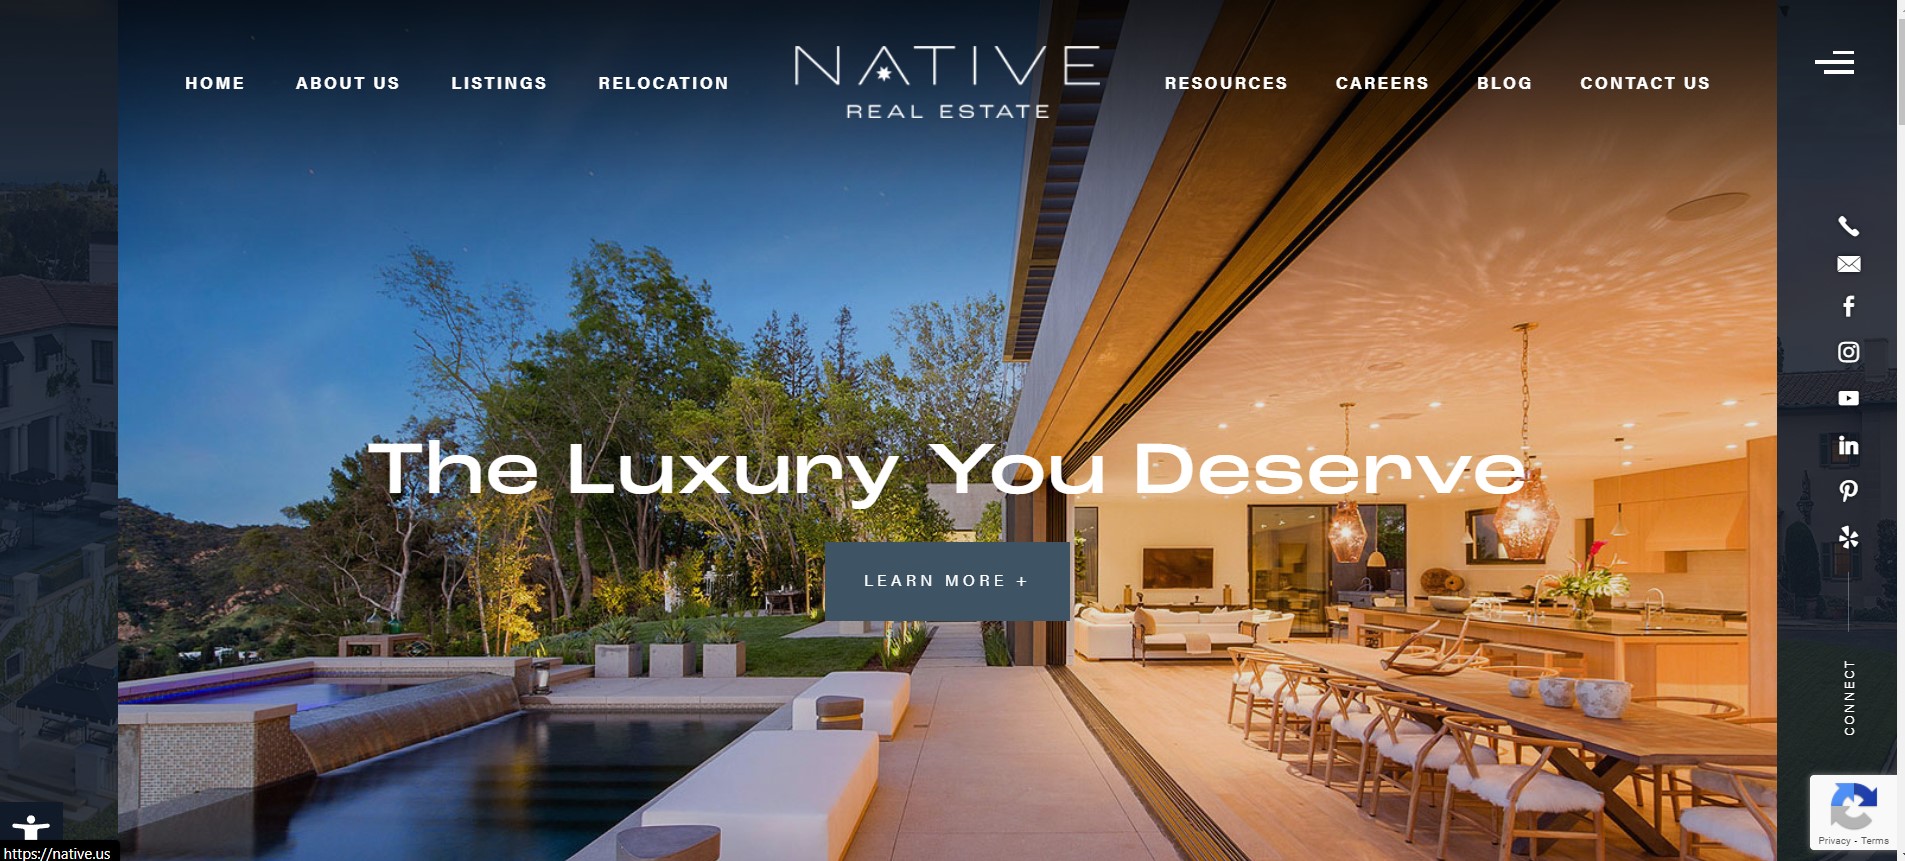 HOME
ABOUT US
LISTINGS
RELOCATION
NATIVE
REAL ESTATE
RESOURCES
CAREERS
BLOG
CONTACT US
The Luxury You Deserve
LEARN MORE +
CONNECT
Privacy - Terms
https://native.us